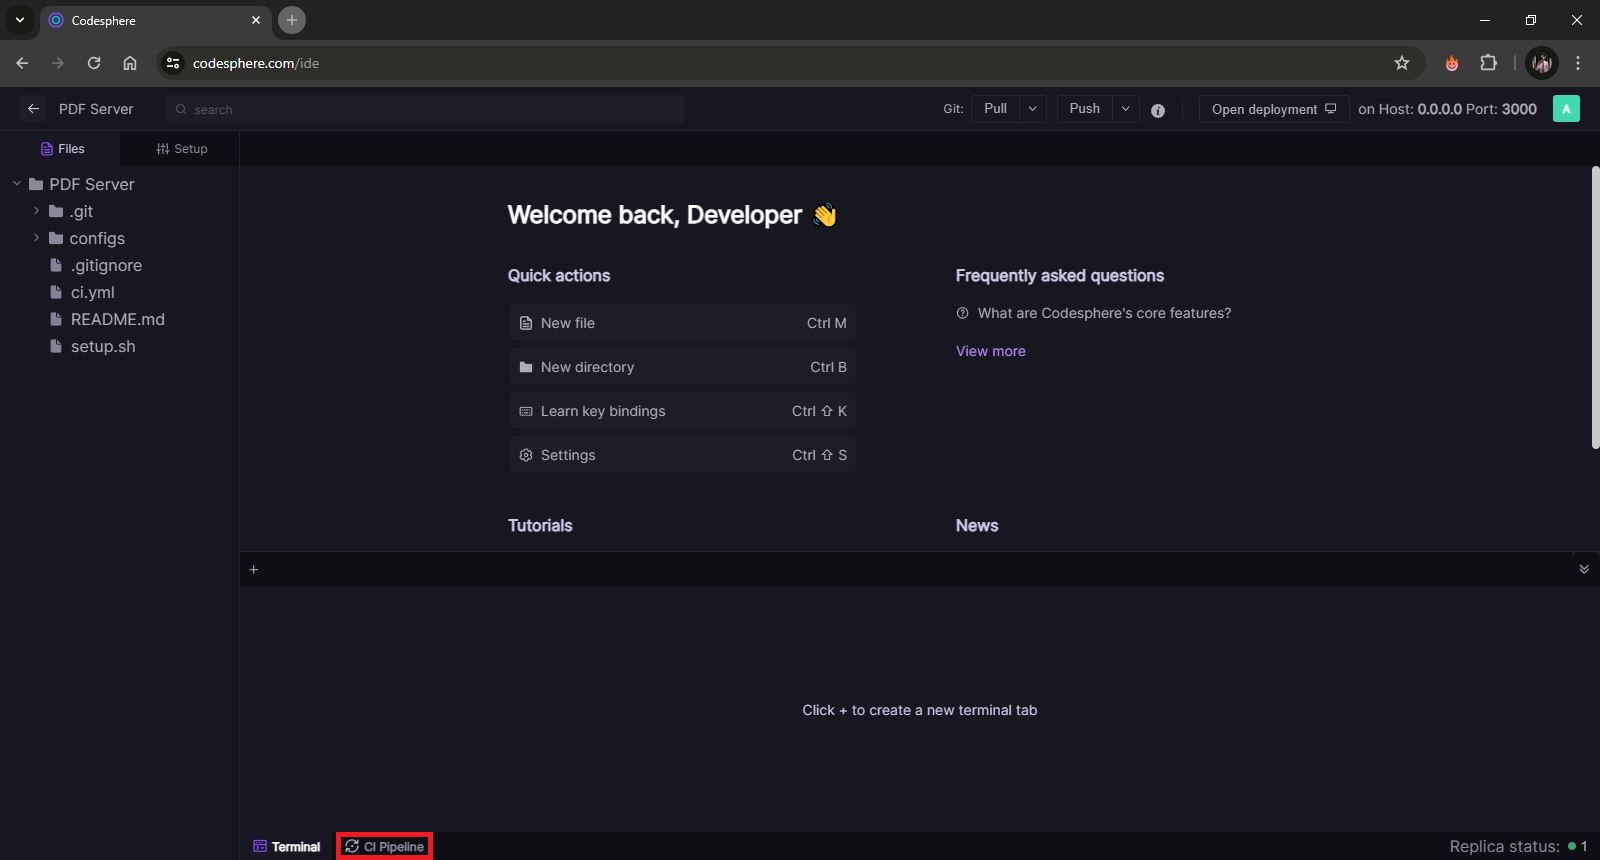 Codesphere
codesphere.com/ide
PDF Server
search
Git:
Pull
Push
Open deployment
on Host: 0.0.0.0 Port: 3000
A
Files
Setup
PDF Server
.git
configs
.gitignore
ci.yml
README.md
setup.sh
Welcome back, Developer 👋
Quick actions
New file Ctrl M
New directory Ctrl B
Learn key bindings Ctrl ⇧ K
Settings Ctrl ⇧ S
Frequently asked questions
What are Codesphere's core features?
View more
Tutorials
News
+
Click + to create a new terminal tab
Terminal
CI Pipeline
Replica status: 1